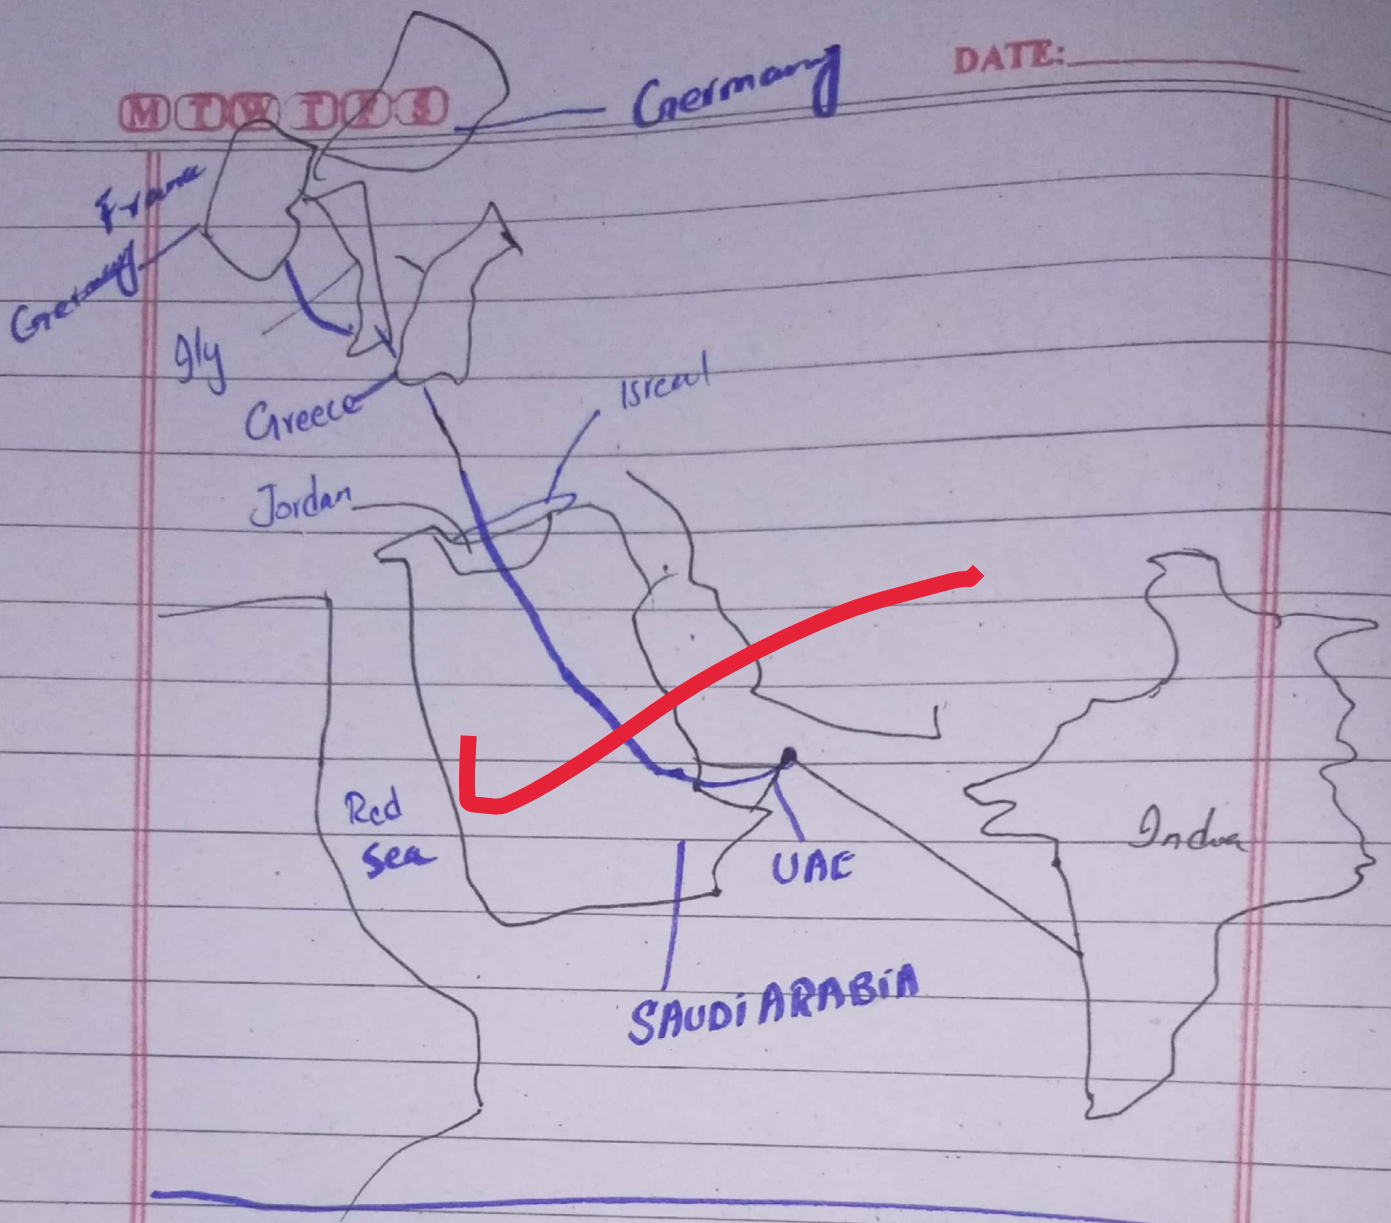 M T W T F S
DATE:
Germany
France
Germany
Ily
Greece
Isreal
Jordan
Red
Sea
India
UAE
SAUDI ARABIA